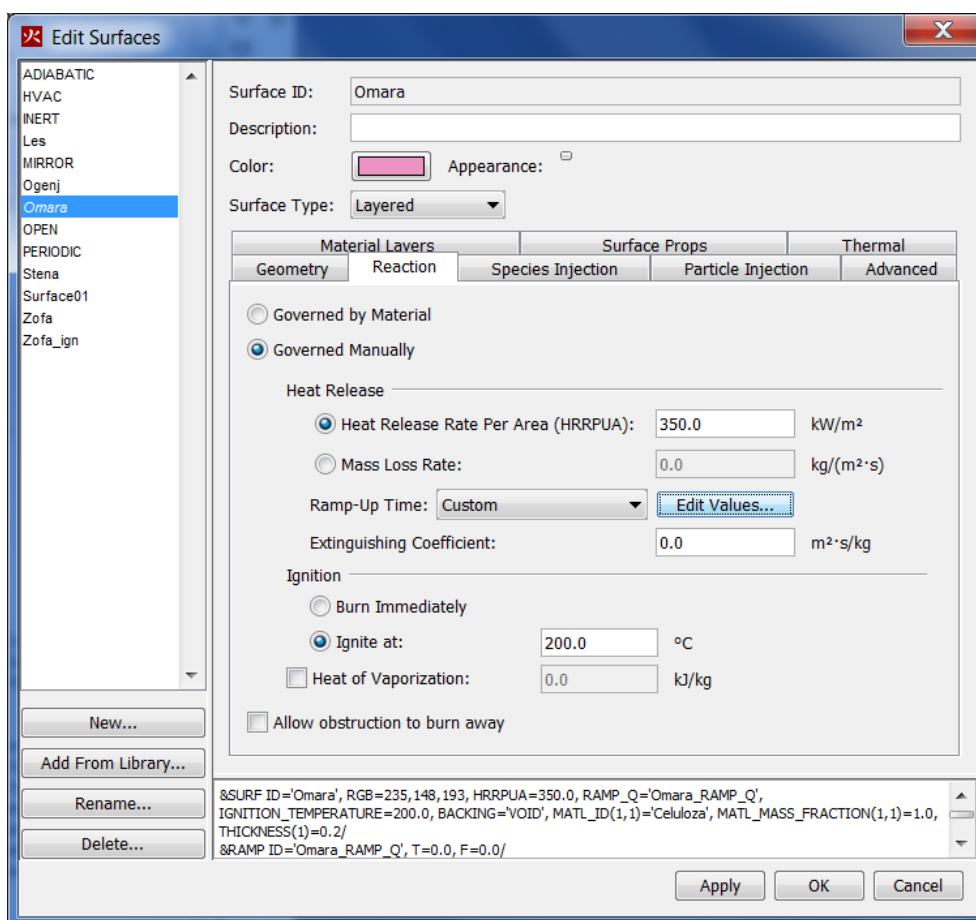 Edit Surfaces
ADIABATIC
HVAC
INERT
Les
MIRROR
Ogenj
Omara
OPEN
PERIODIC
Stena
Surface01
Zofa
Zofa_ign
New...
Add From Library...
Rename...
Delete...
Surface ID: Omara
Description:
Color: Appearance:
Surface Type: Layered
Material Layers Surface Props Thermal
Geometry Reaction Species Injection Particle Injection Advanced
Governed by Material
Governed Manually
Heat Release
Heat Release Rate Per Area (HRRPUA): 350.0 kW/m²
Mass Loss Rate: 0.0 kg/(m²·s)
Ramp-Up Time: Custom Edit Values...
Extinguishing Coefficient: 0.0 m²·s/kg
Ignition
Burn Immediately
Ignite at: 200.0 °C
Heat of Vaporization: 0.0 kJ/kg
Allow obstruction to burn away
&SURF ID='Omara', RGB=235,148,193, HRRPUA=350.0, RAMP_Q='Omara_RAMP_Q',
IGNITION_TEMPERATURE=200.0, BACKING='VOID', MATL_ID(1,1)='Celuloza', MATL_MASS_FRACTION(1,1)=1.0,
THICKNESS(1)=0.2/
&RAMP ID='Omara_RAMP_Q', T=0.0, F=0.0/
Apply OK Cancel